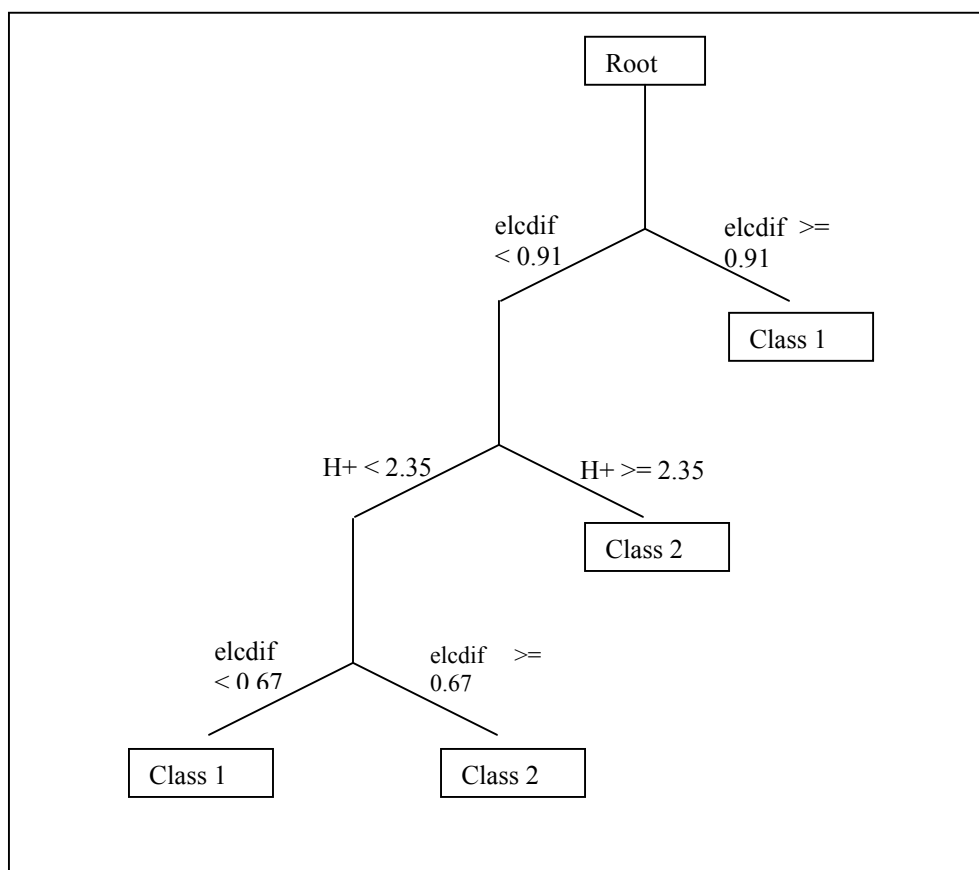 Root
elcdif
< 0.91
elcdif >=
0.91
Class 1
H+ < 2.35
H+ >= 2.35
Class 2
elcdif
< 0.67
elcdif >=
0.67
Class 1
Class 2